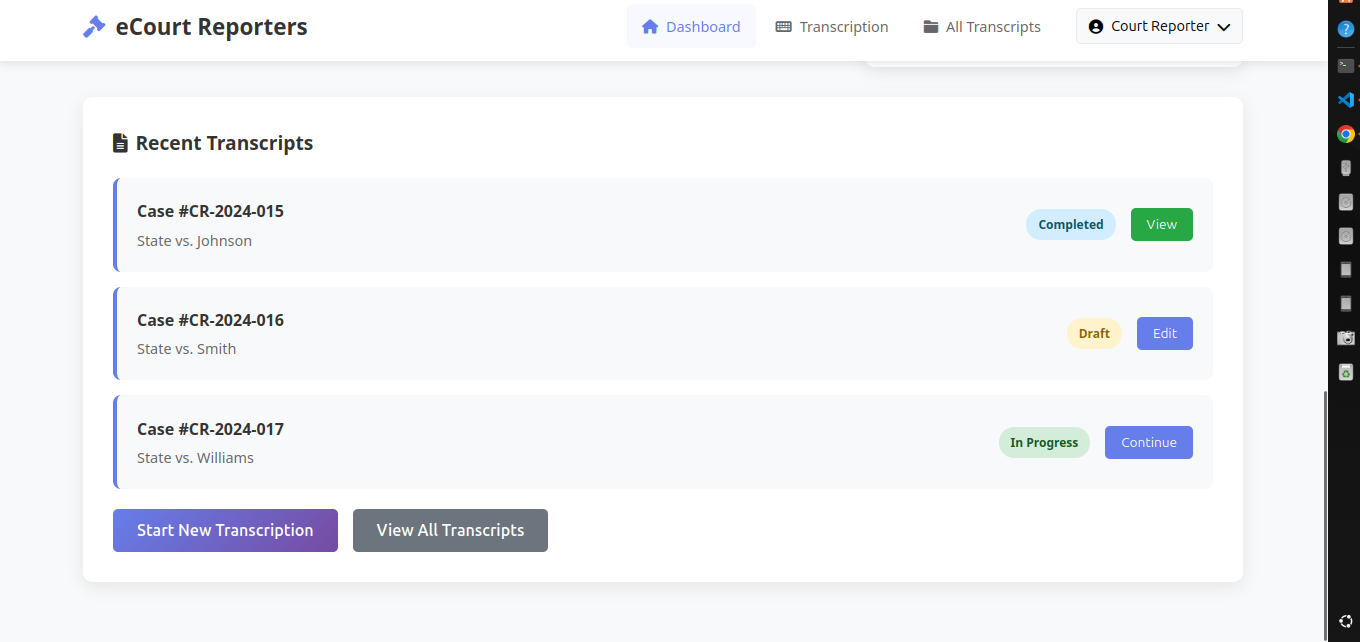 eCourt Reporters
Dashboard
Transcription
All Transcripts
Court Reporter
Recent Transcripts
Case #CR-2024-015
State vs. Johnson
Completed
View
Case #CR-2024-016
State vs. Smith
Draft
Edit
Case #CR-2024-017
State vs. Williams
In Progress
Continue
Start New Transcription
View All Transcripts